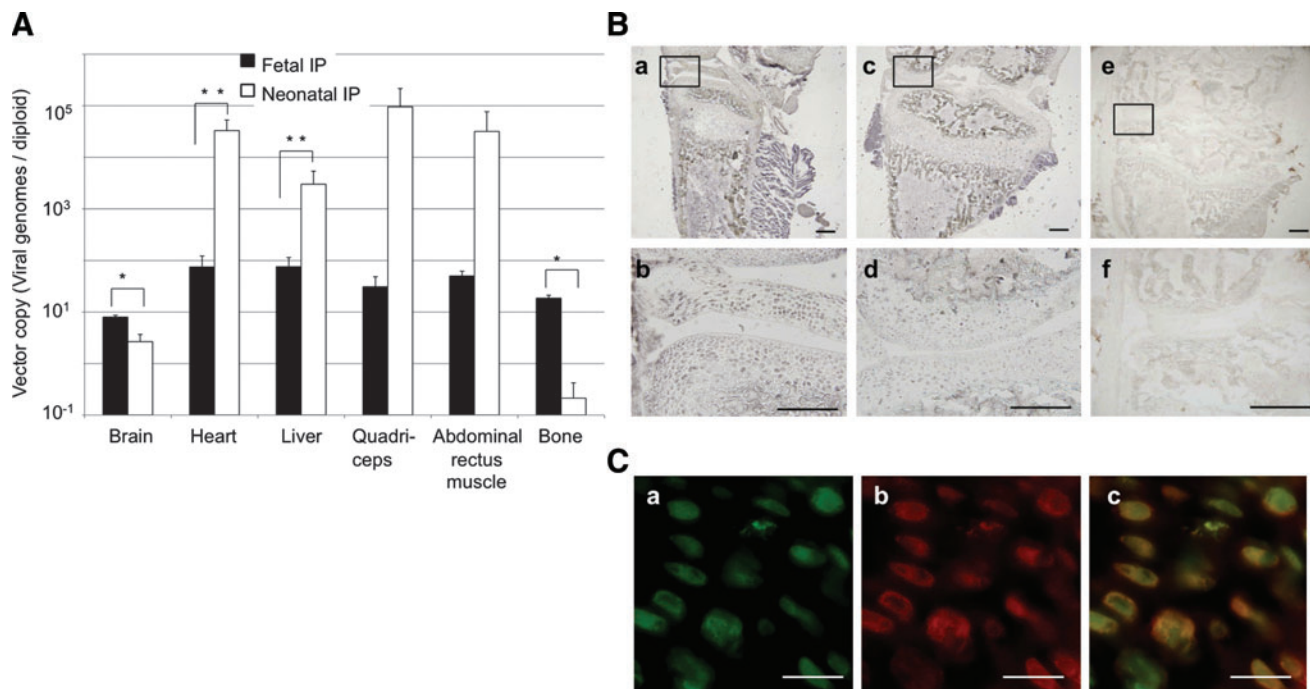 A
Vector copy (Viral genomes / diploid)
10^5
10^3
10^1
10^-1
Fetal IP
Neonatal IP
*
* *
* *
*
Brain
Heart
Liver
Quadri-
ceps
Abdominal
rectus
muscle
Bone
B
a
c
e
b
d
f
C
a
b
c